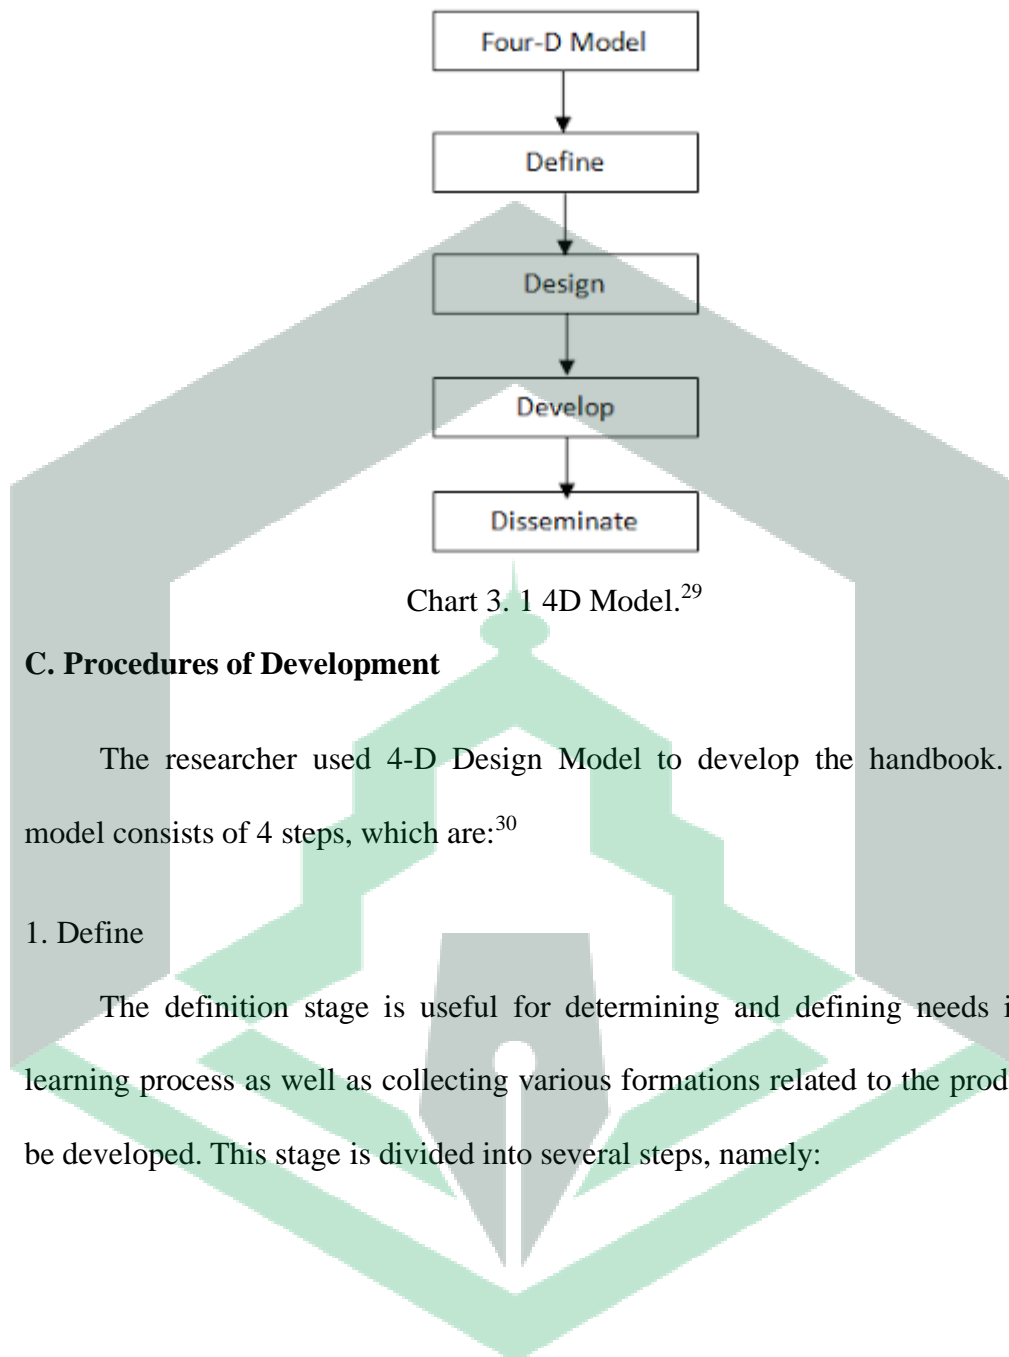 Four-D Model
Define
Design
Develop
Disseminate
Chart 3. 1 4D Model.²⁹
C. Procedures of Development
The researcher used 4-D Design Model to develop the handbook.
model consists of 4 steps, which are:³⁰
1. Define
The definition stage is useful for determining and defining needs
learning process as well as collecting various formations related to the
be developed. This stage is divided into several steps, namely: